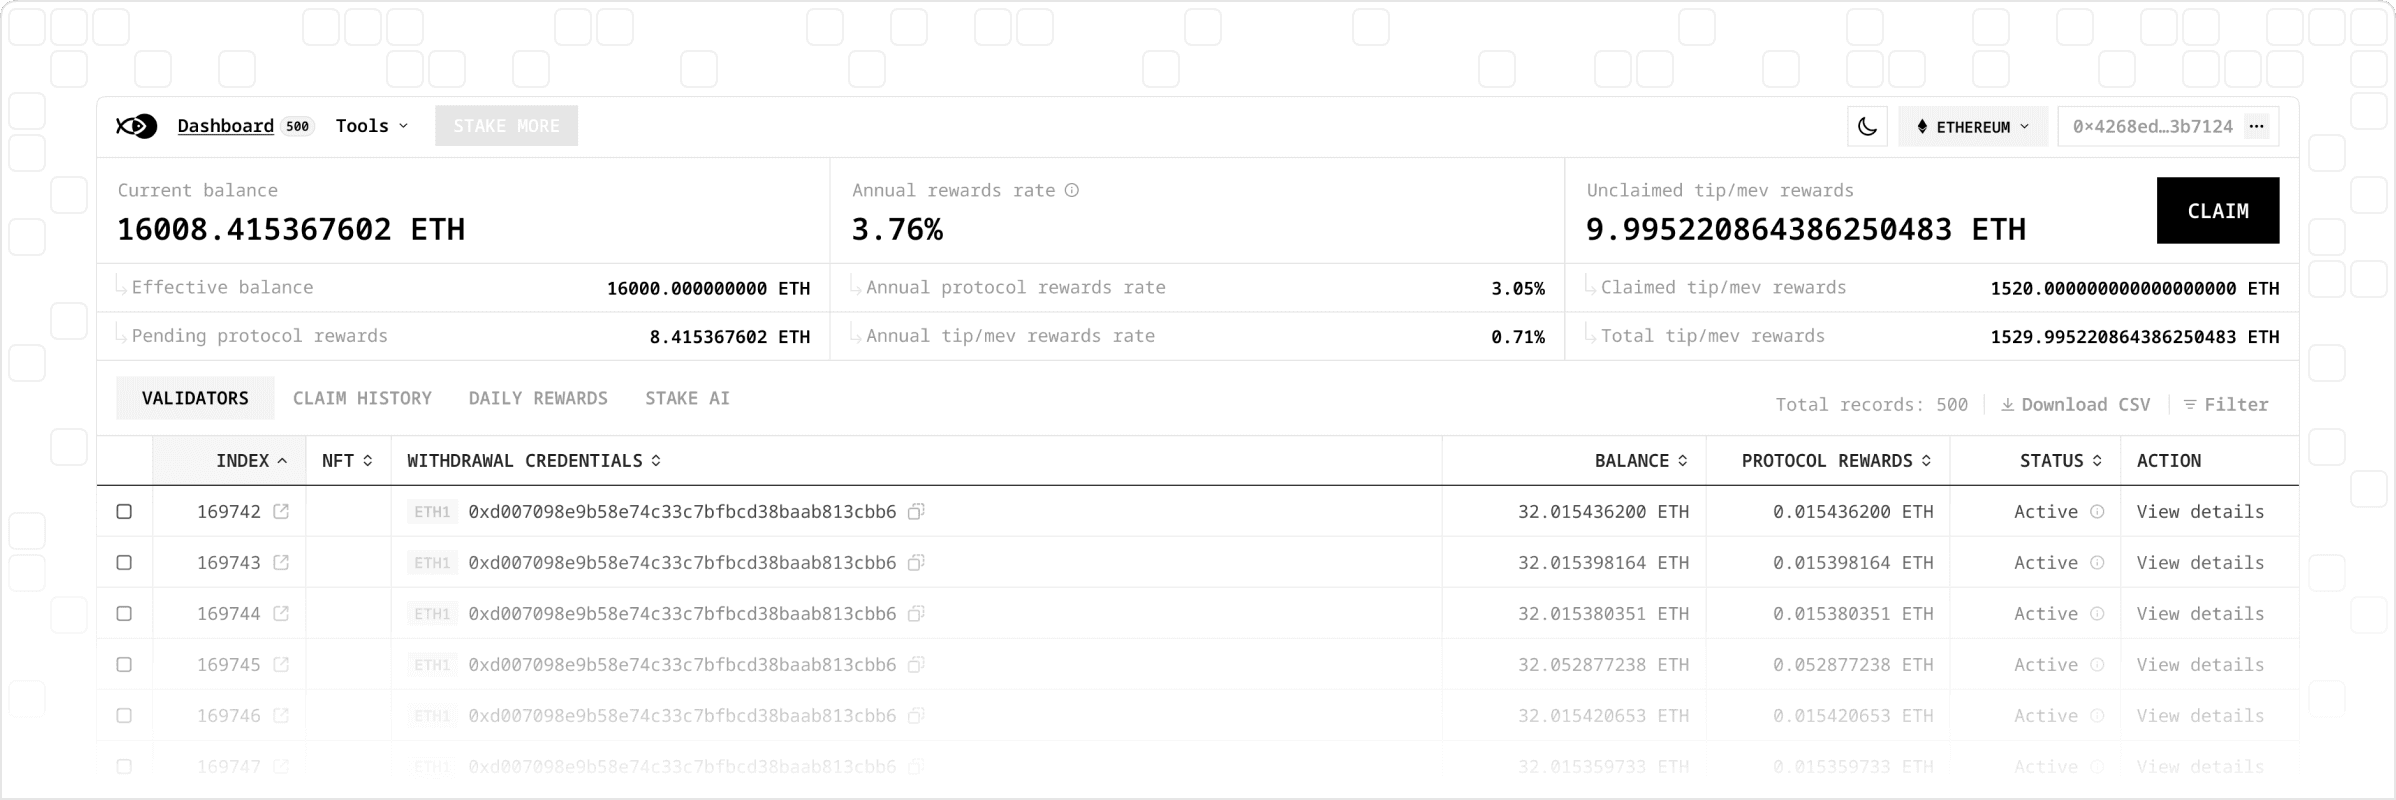 Dashboard 500 Tools STAKE MORE ETHEREUM 0×4268ed…3b7124 ···
Current balance
16008.415367602 ETH
Annual rewards rate
3.76%
Unclaimed tip/mev rewards
9.995220864386250483 ETH
CLAIM
Effective balance 16000.000000000 ETH
Annual protocol rewards rate 3.05%
Claimed tip/mev rewards 1520.000000000000000000 ETH
Pending protocol rewards 8.415367602 ETH
Annual tip/mev rewards rate 0.71%
Total tip/mev rewards 1529.995220864386250483 ETH
VALIDATORS CLAIM HISTORY DAILY REWARDS STAKE AI
Total records: 500 Download CSV Filter
INDEX NFT WITHDRAWAL CREDENTIALS BALANCE PROTOCOL REWARDS STATUS ACTION
169742 ETH1 0xd007098e9b58e74c33c7bfbcd38baab813cbb6 32.015436200 ETH 0.015436200 ETH Active View details
169743 ETH1 0xd007098e9b58e74c33c7bfbcd38baab813cbb6 32.015398164 ETH 0.015398164 ETH Active View details
169744 ETH1 0xd007098e9b58e74c33c7bfbcd38baab813cbb6 32.015380351 ETH 0.015380351 ETH Active View details
169745 ETH1 0xd007098e9b58e74c33c7bfbcd38baab813cbb6 32.052877238 ETH 0.052877238 ETH Active View details
169746 ETH1 0xd007098e9b58e74c33c7bfbcd38baab813cbb6 32.015420653 ETH 0.015420653 ETH Active View details
169747 ETH1 0xd007098e9b58e74c33c7bfbcd38baab813cbb6 32.015359733 ETH 0.015359733 ETH Active View details